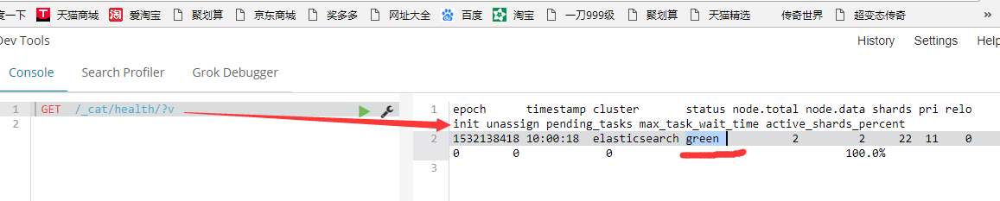 度一下 天猫商城 爱淘宝 聚划算 京东商城 奖多多 网址大全 百度 淘宝 一刀999级 聚划算 天猫精选 传奇世界 超变态传奇 »
Dev Tools History Settings Help
Console Search Profiler Grok Debugger
1 GET /_cat/health/?v
2
1 epoch timestamp cluster status node.total node.data shards pri relo
init unassign pending_tasks max_task_wait_time active_shards_percent
2 1532138418 10:00:18 elasticsearch green 2 2 22 11 0
0 0 0 100.0%
3